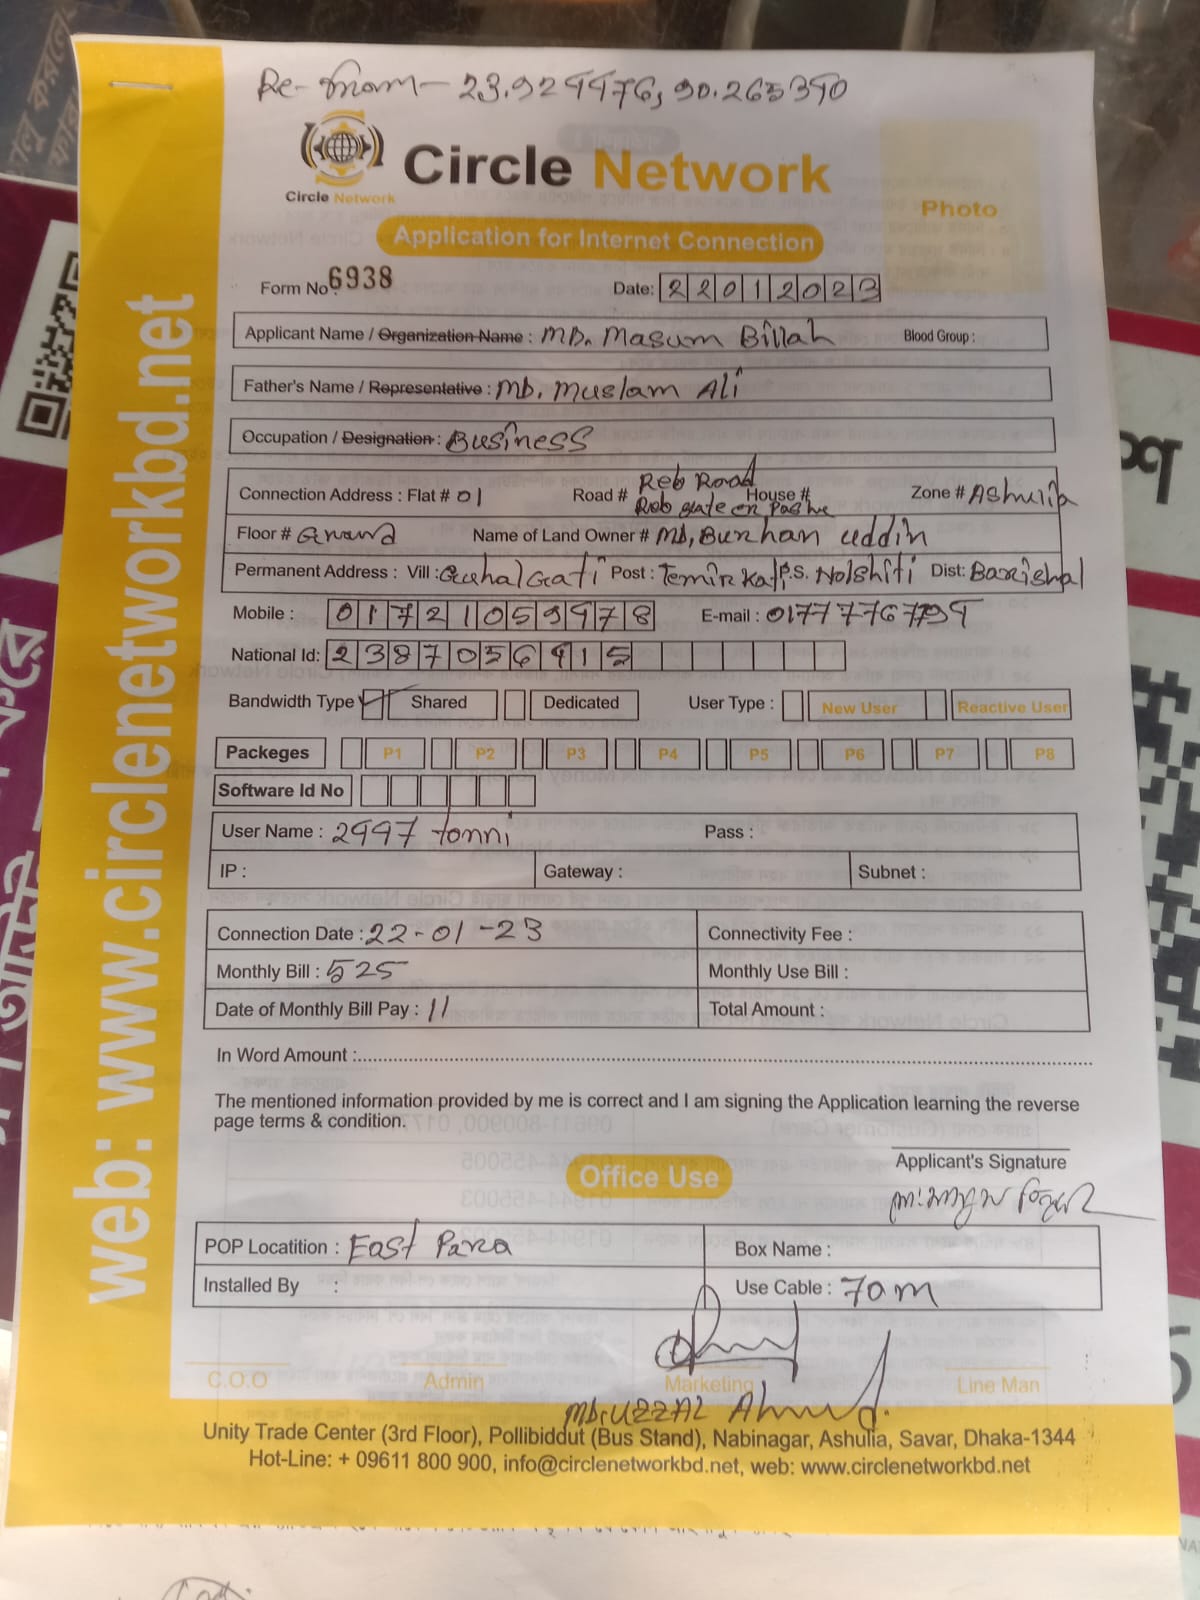 Re- 23.929976, 90.265390
Circle Network
Circle Network
Photo
Application for Internet Connection
Form No: 6938 Date: 22012023
Applicant Name / Organization Name : MD. Masum Billah Blood Group :
Father's Name / Representative : Md. Muslam Ali
Occupation / Designation : Business
Reb Road
Connection Address : Flat # 01 Road # Reb gate House # Zone # Ashulia
Floor # Name of Land Owner # Md, Burhan uddin
Permanent Address : Vill : Post : P.S. Nolshiti Dist: Barishal
Mobile : 01721059978 E-mail :
National Id: 2387056915
Bandwidth Type Shared Dedicated User Type : New User Reactive User
Packeges P1 P2 P3 P4 P5 P6 P7 P8
Software Id No
User Name : 2997 tonni Pass :
IP : Gateway : Subnet :
Connection Date : 22-01-23 Connectivity Fee :
Monthly Bill : 525 Monthly Use Bill :
Date of Monthly Bill Pay : 11 Total Amount :
In Word Amount :
The mentioned information provided by me is correct and I am signing the Application learning the reverse
page terms & condition.
Applicant's Signature
Office Use
POP Locatition : East Para Box Name :
Installed By : Use Cable : 70m
C.O.O Admin Marketing Line Man
Md: UZZAL Ahmed.
Unity Trade Center (3rd Floor), Pollibiddut (Bus Stand), Nabinagar, Ashulia, Savar, Dhaka-1344
Hot-Line: + 09611 800 900, info@circlenetworkbd.net, web: www.circlenetworkbd.net
web: www.circlenetworkbd.net